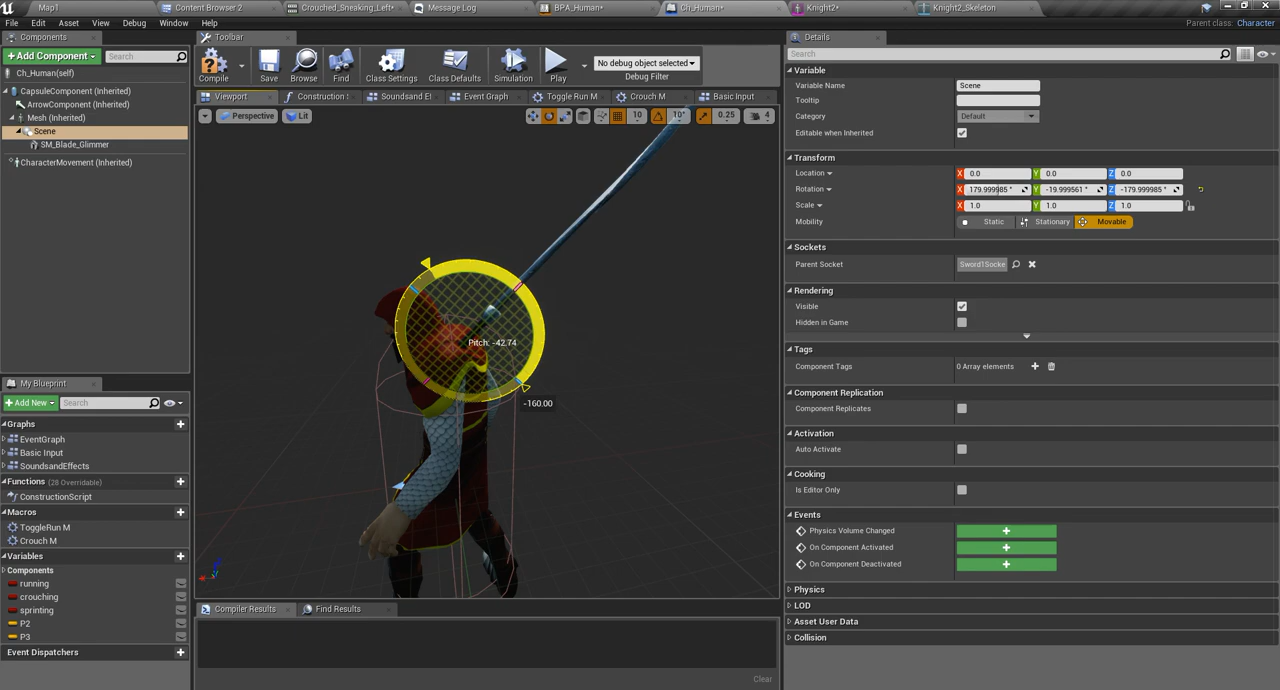 Map1
Content Browser 2
Crouched_Sneaking_Left*
Message Log
BPA_Human*
Ch_Human*
Knight2*
Knight2_Skeleton
File Edit Asset View Debug Window Help
Parent class: Character
Components
+ Add Component
Search
Ch_Human(self)
CapsuleComponent (Inherited)
ArrowComponent (Inherited)
Mesh (Inherited)
Scene
SM_Blade_Glimmer
CharacterMovement (Inherited)
My Blueprint
+ Add New
Search
Graphs
EventGraph
Basic Input
SoundsandEffects
Functions (28 Overridable)
ConstructionScript
Macros
ToggleRun M
Crouch M
Variables
Components
running
crouching
sprinting
P2
P3
Event Dispatchers
Toolbar
Compile
Save
Browse
Find
Class Settings
Class Defaults
Simulation
Play
No debug object selected
Debug Filter
Viewport
Construction
Soundsand E
Event Graph
Toggle Run M
Crouch M
Basic Input
Perspective
Lit
10
10°
0.25
4
Pitch: -42.74
-160.00
Compiler Results
Find Results
Clear
Details
Search
Variable
Variable Name Scene
Tooltip
Category Default
Editable when Inherited
Transform
Location X 0.0 Y 0.0 Z 0.0
Rotation X 179.999985 ° Y -19.999561 ° Z -179.999985 °
Scale X 1.0 Y 1.0 Z 1.0
Mobility Static Stationary Movable
Sockets
Parent Socket Sword1Socke
Rendering
Visible
Hidden in Game
Tags
Component Tags 0 Array elements
Component Replication
Component Replicates
Activation
Auto Activate
Cooking
Is Editor Only
Events
Physics Volume Changed
On Component Activated
On Component Deactivated
Physics
LOD
Asset User Data
Collision